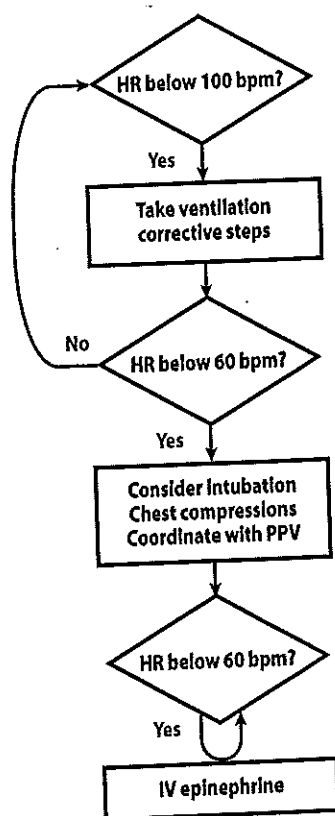 HR below 100 bpm?
Yes
Take ventilation
corrective steps
No
HR below 60 bpm?
Yes
Consider intubation
Chest compressions
Coordinate with PPV
HR below 60 bpm?
Yes
IV epinephrine